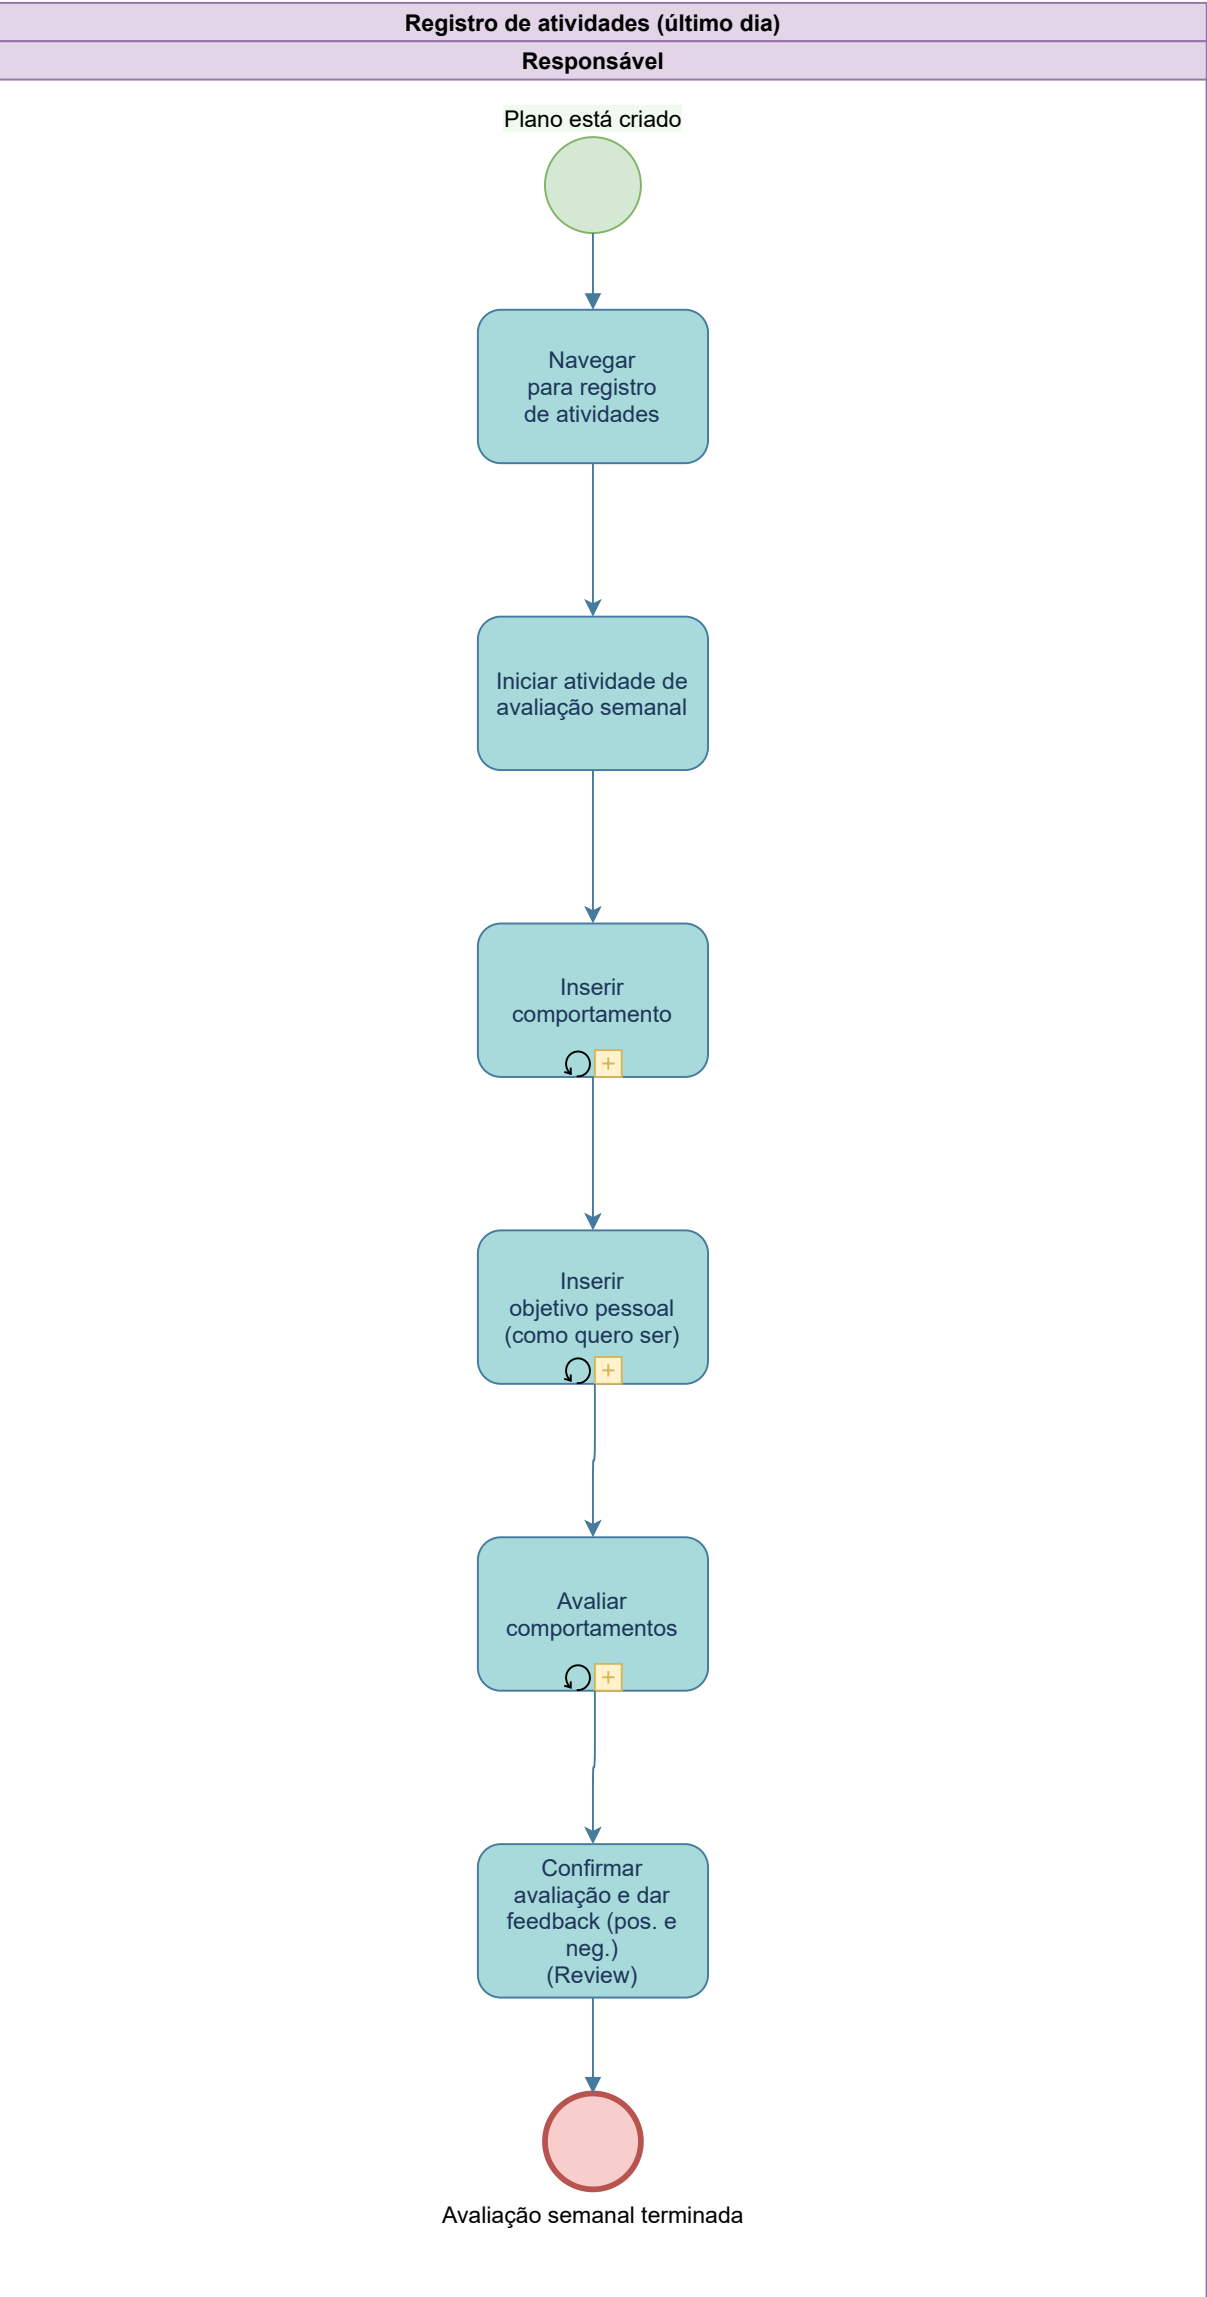 Registro de atividades (último dia)
Responsável
Plano está criado
Navegar
para registro
de atividades
Iniciar atividade de
avaliação semanal
Inserir
comportamento
Inserir
objetivo pessoal
(como quero ser)
Avaliar
comportamentos
Confirmar
avaliação e dar
feedback (pos. e
neg.)
(Review)
Avaliação semanal terminada